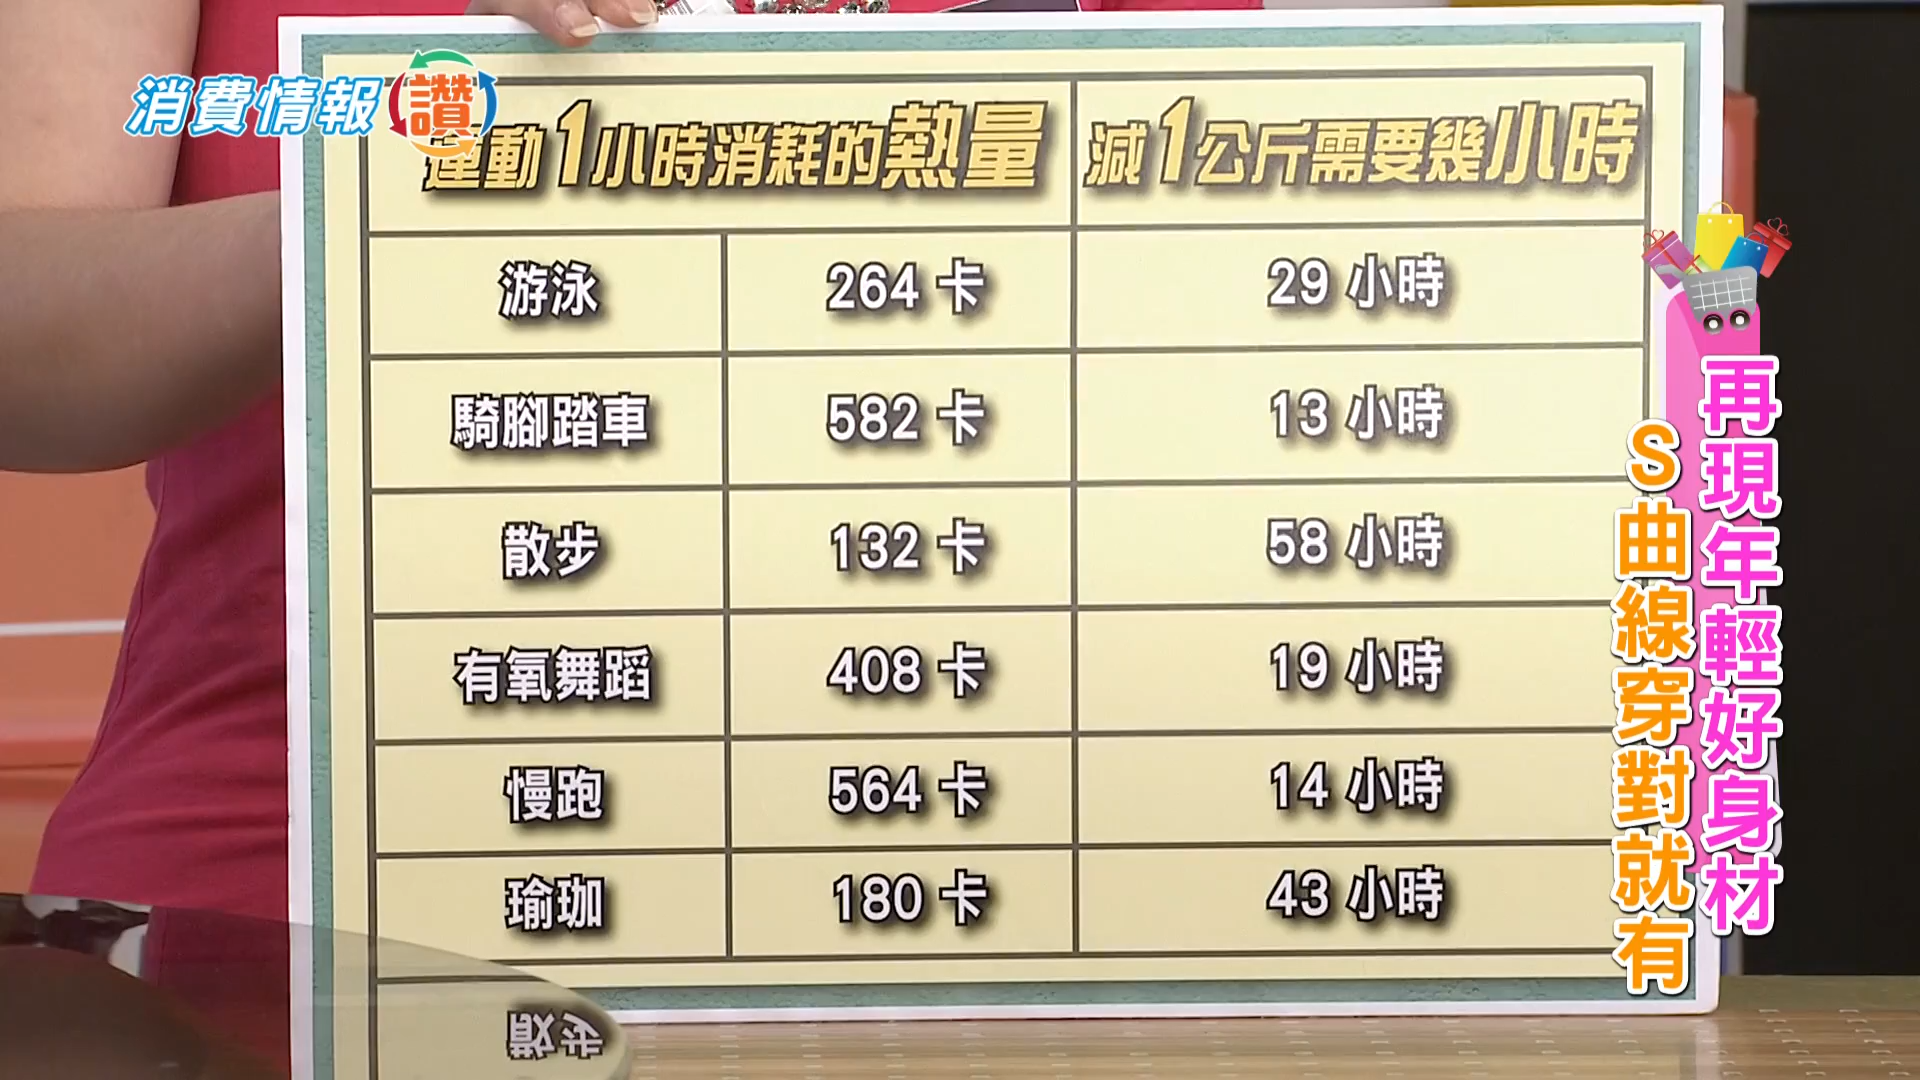 消費情報 讚
運動1小時消耗的熱量 減1公斤需要幾小時
游泳 264 卡 29 小時
騎腳踏車 582 卡 13 小時
散步 132 卡 58 小時
有氧舞蹈 408 卡 19 小時
慢跑 564 卡 14 小時
瑜珈 180 卡 43 小時
再現年輕好身材
S曲線穿對就有